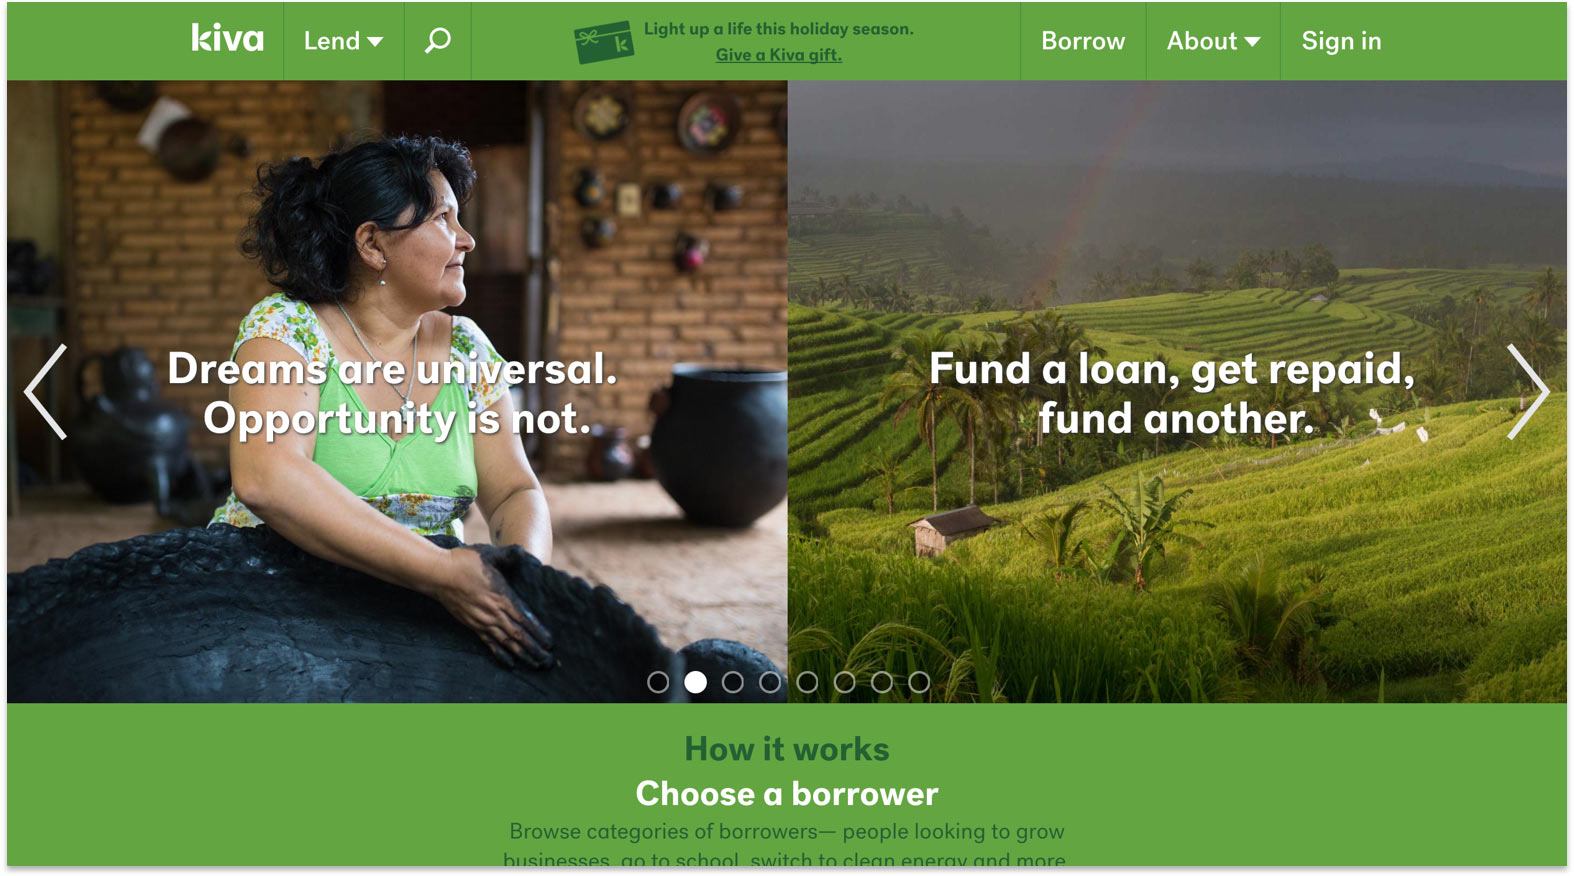 kiva
Lend
Light up a life this holiday season.
Give a Kiva gift.
k
Borrow
About
Sign in
Dreams are universal.
Opportunity is not.
Fund a loan, get repaid,
fund another.
How it works
Choose a borrower
Browse categories of borrowers— people looking to grow
businesses, go to school, switch to clean energy and more